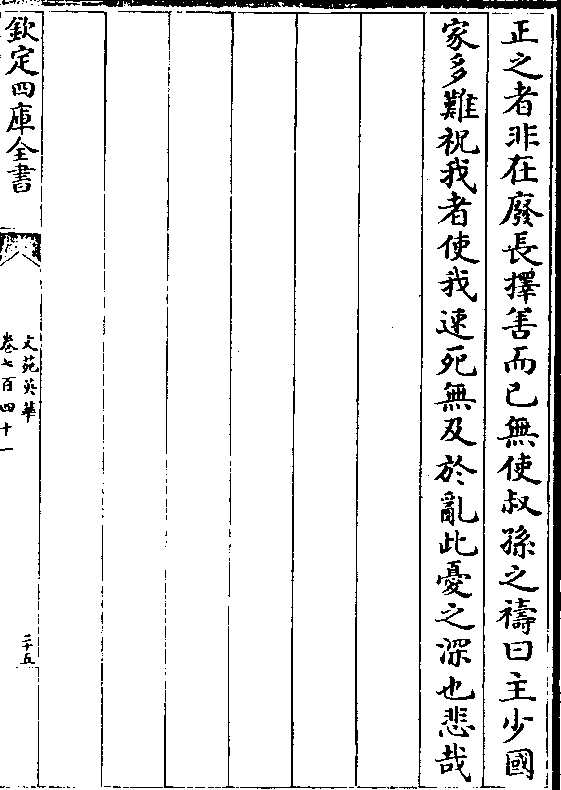 正之者非在廢長擇善而已無使叔孫之禱曰主少國
家多難祝我者使我速死無及於亂此憂之深也悲哉
欽定四庫全書
文苑英華
卷七百四十一
二十五